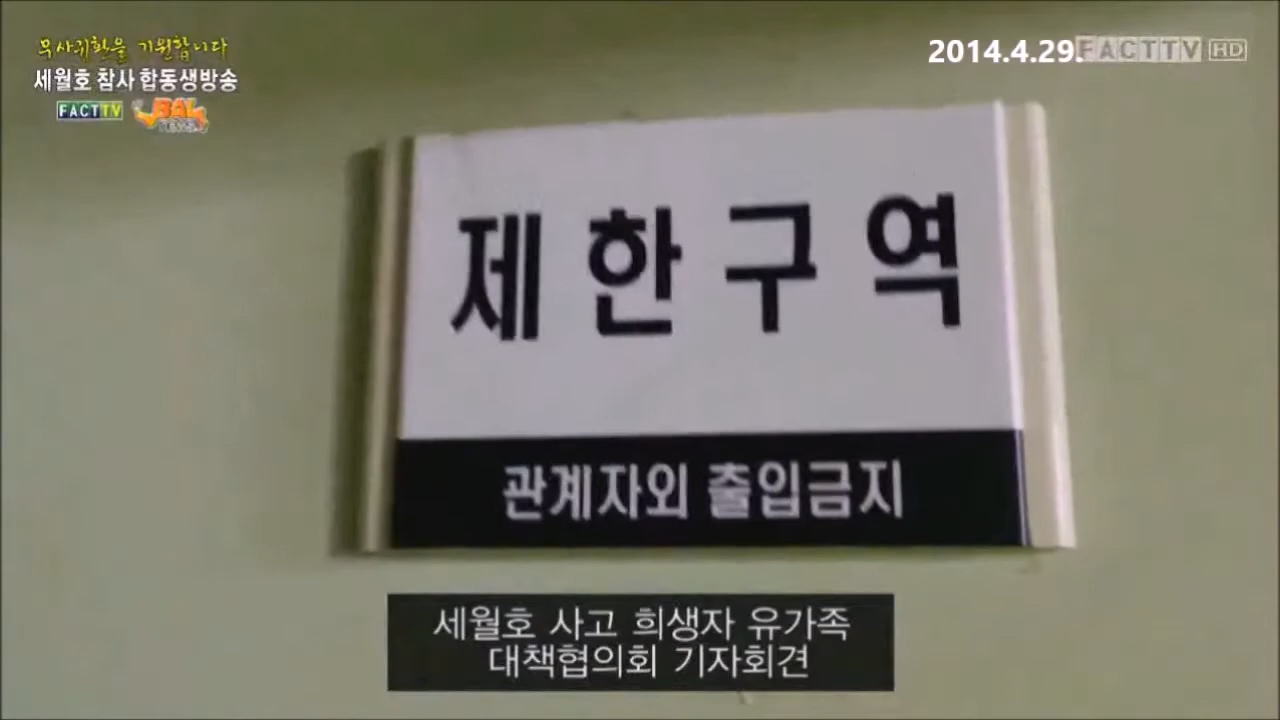 무사귀환을 기원합니다
세월호 참사 합동생방송
FACTTV
2014.4.29.
FACTTV HD
제한구역
관계자외 출입금지
세월호 사고 희생자 유가족
대책협의회 기자회견